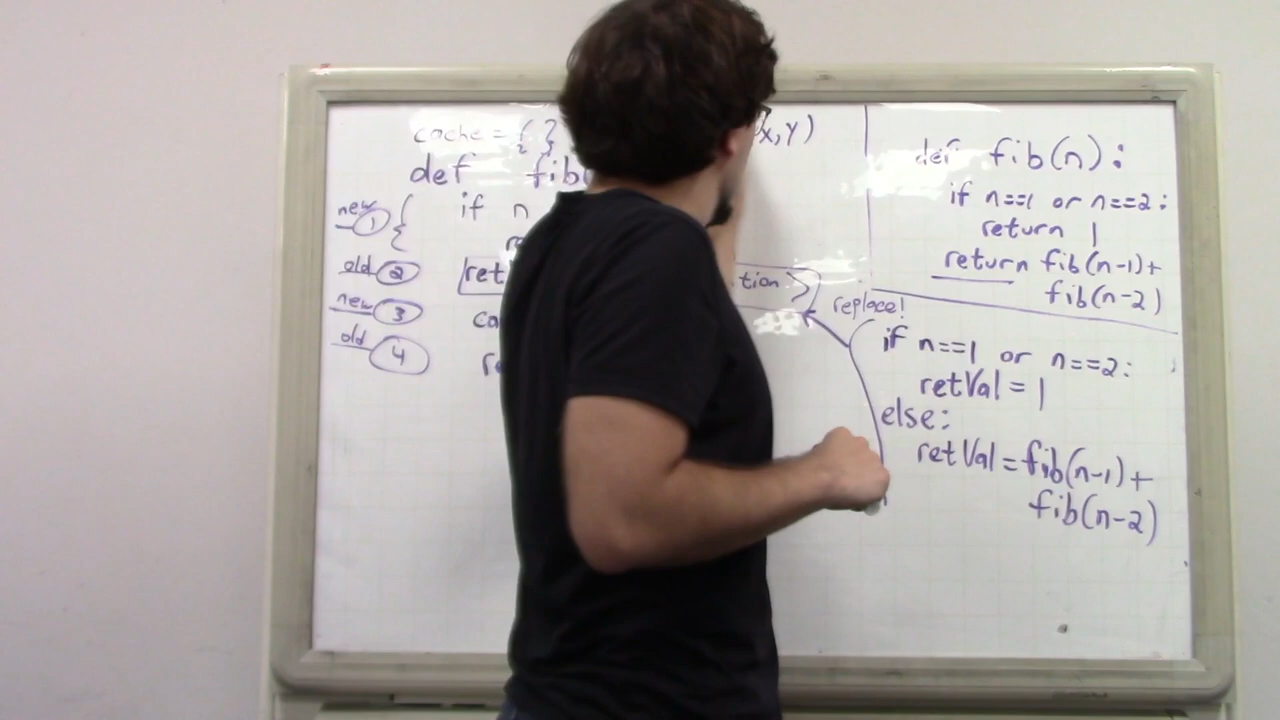 cache = { }
x,y)
def fib(
new 1 { if n
old 2 ret tion >
new 3
old 4
replace!
def fib(n):
if n==1 or n==2:
return 1
return fib(n-1)+
fib(n-2)
if n==1 or n==2:
retVal = 1
else:
retVal = fib(n-1)+
fib(n-2)